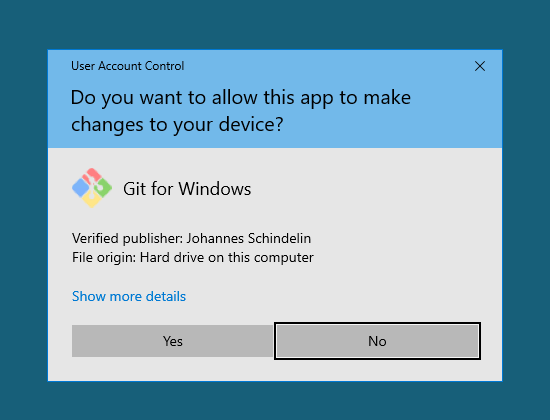 User Account Control
Do you want to allow this app to make
changes to your device?
Git for Windows
Verified publisher: Johannes Schindelin
File origin: Hard drive on this computer
Show more details
Yes
No